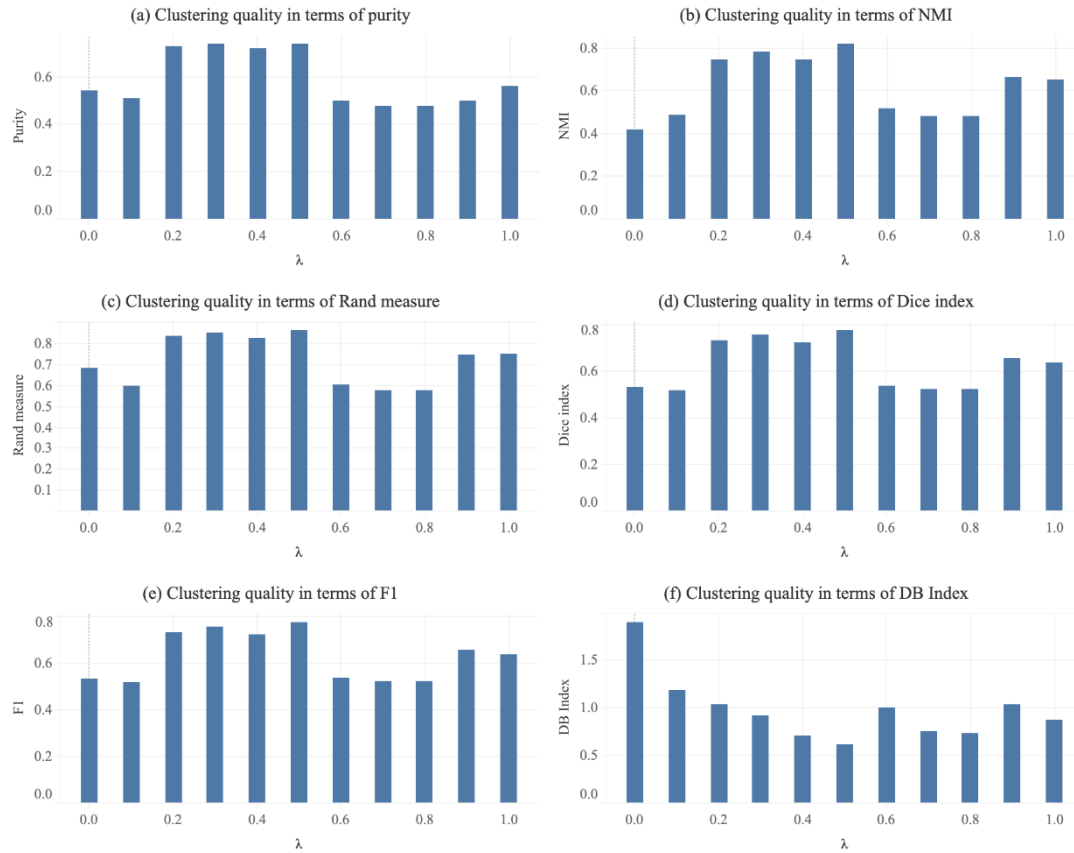 (a) Clustering quality in terms of purity
Purity
0.6
0.4
0.2
0.0
0.0 0.2 0.4 0.6 0.8 1.0
λ
(b) Clustering quality in terms of NMI
NMI
0.8
0.6
0.4
0.2
0.0
0.0 0.2 0.4 0.6 0.8 1.0
λ
(c) Clustering quality in terms of Rand measure
Rand measure
0.8
0.7
0.6
0.5
0.4
0.3
0.2
0.1
0.0 0.2 0.4 0.6 0.8 1.0
λ
(d) Clustering quality in terms of Dice index
Dice index
0.8
0.6
0.4
0.2
0.0
0.0 0.2 0.4 0.6 0.8 1.0
λ
(e) Clustering quality in terms of F1
F1
0.8
0.6
0.4
0.2
0.0
0.0 0.2 0.4 0.6 0.8 1.0
λ
(f) Clustering quality in terms of DB Index
DB Index
1.5
1.0
0.5
0.0
0.0 0.2 0.4 0.6 0.8 1.0
λ